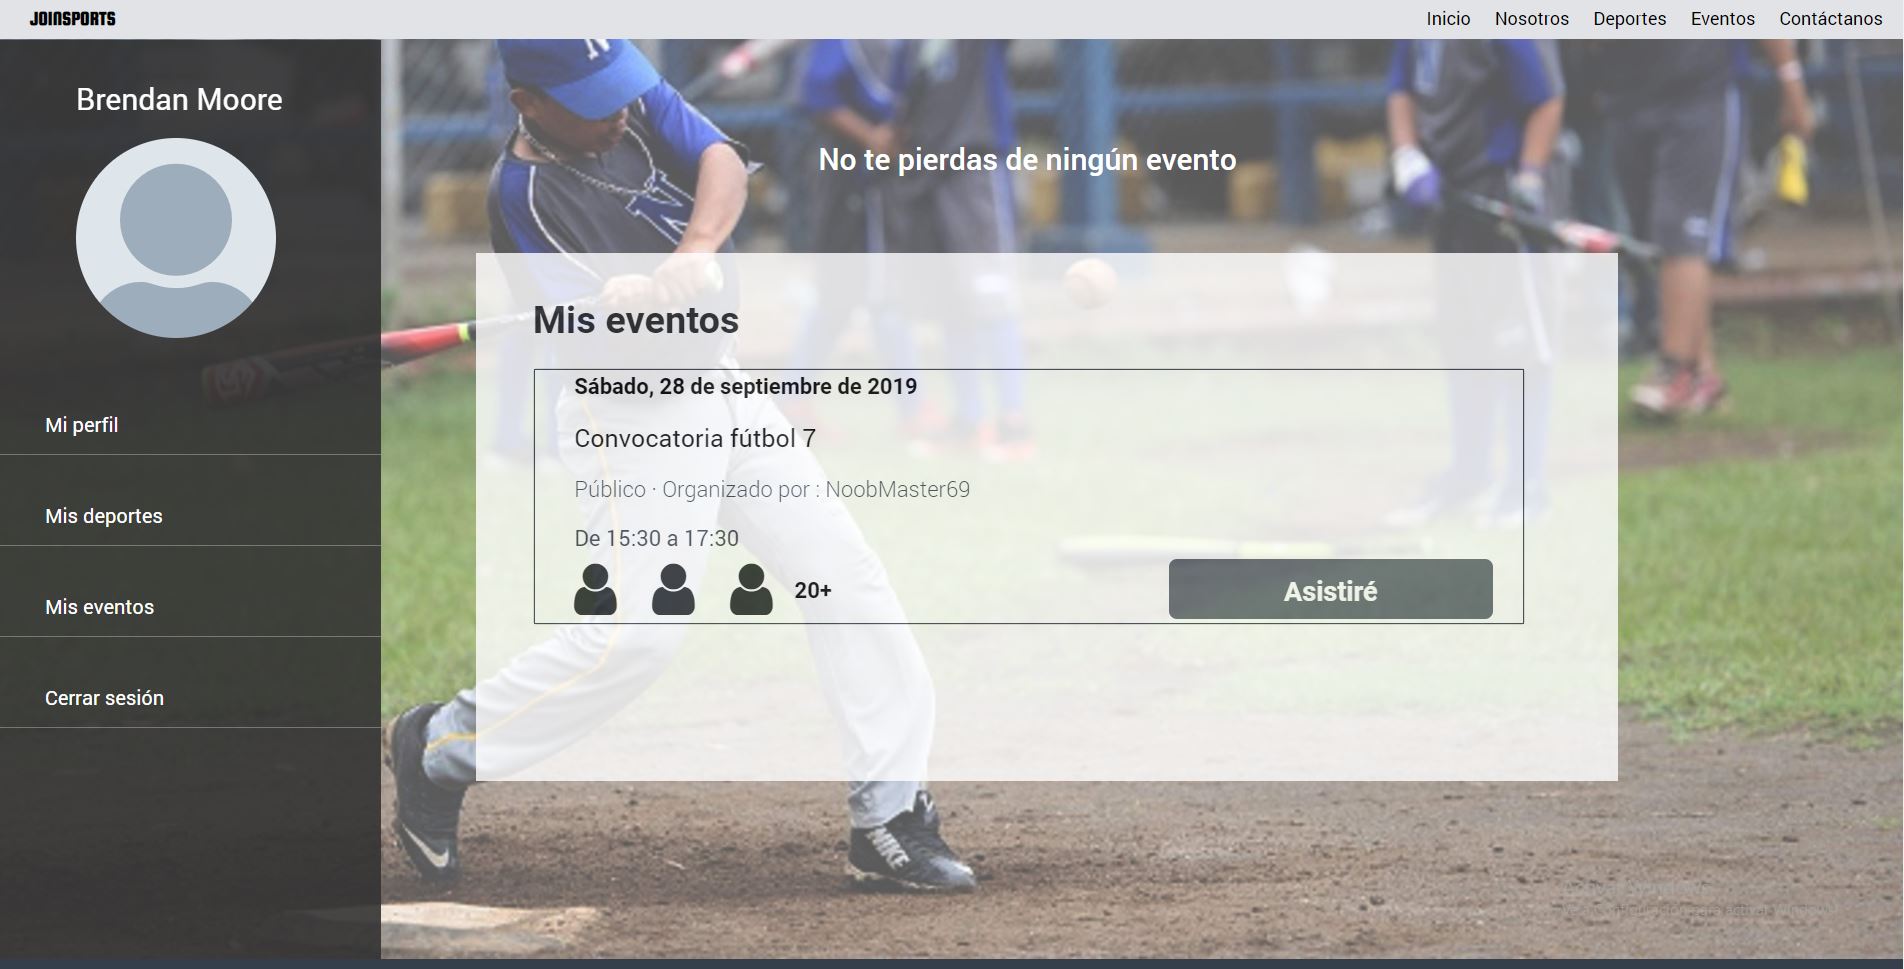 JOINSPORTS
Inicio Nosotros Deportes Eventos Contáctanos
Brendan Moore
Mi perfil
Mis deportes
Mis eventos
Cerrar sesión
No te pierdas de ningún evento
Mis eventos
Sábado, 28 de septiembre de 2019
Convocatoria fútbol 7
Público · Organizado por : NoobMaster69
De 15:30 a 17:30
20+
Asistiré
N
N
NIKE